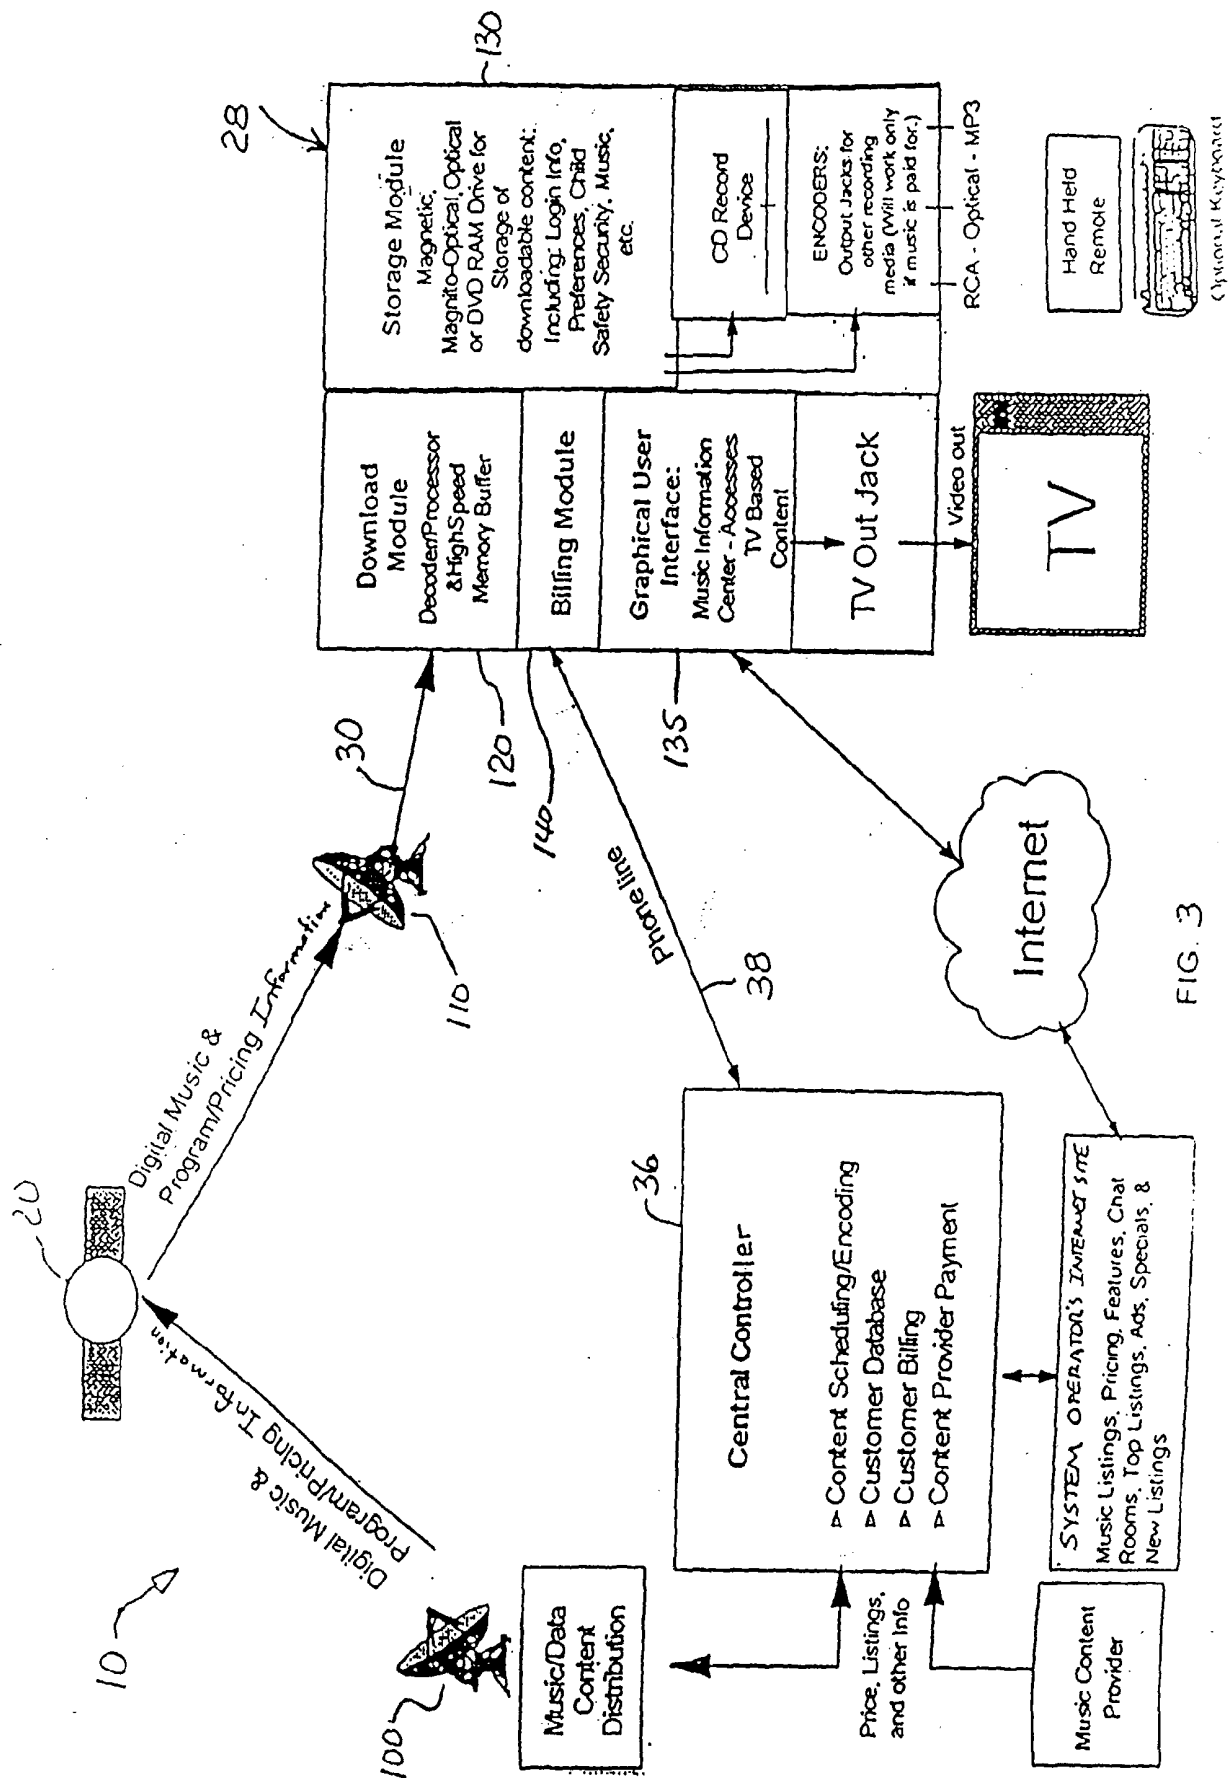 10
20
Digital Music &
Program/Pricing Information
Digital Music &
Program/Pricing Information
100
Music/Data
Content
Distribution
110
30
28
130
Download
Module
Decoder/Processor
&HighSpeed
Memory Buffer
120
Storage Module
Magnetic,
Magnito-Optical, Optical
or DVD RAM Drive for
Storage of
downloadable content:
Including: Login Info,
Preferences, Child
Safety Security, Music,
etc.
140
Billing Module
135
Graphical User
Interface:
Music Information
Center - Accesses
TV Based
Content
CD Record
Device
ENCODERS:
Output Jacks for
other recording
media (Will work only
if music is paid for.)
RCA - Optical - MP3
TV Out Jack
Video out
TV
Hand Held
Remote
Optional Keyboard
Phone line
38
36
Central Controller
▷ Content Scheduling/Encoding
▷ Customer Database
▷ Customer Billing
▷ Content Provider Payment
Price, Listings,
and other Info
Music Content
Provider
SYSTEM OPERATOR'S INTERNET SITE
Music Listings, Pricing, Features, Chat
Rooms, Top Listings, Ads, Specials, &
New Listings
Internet
FIG. 3